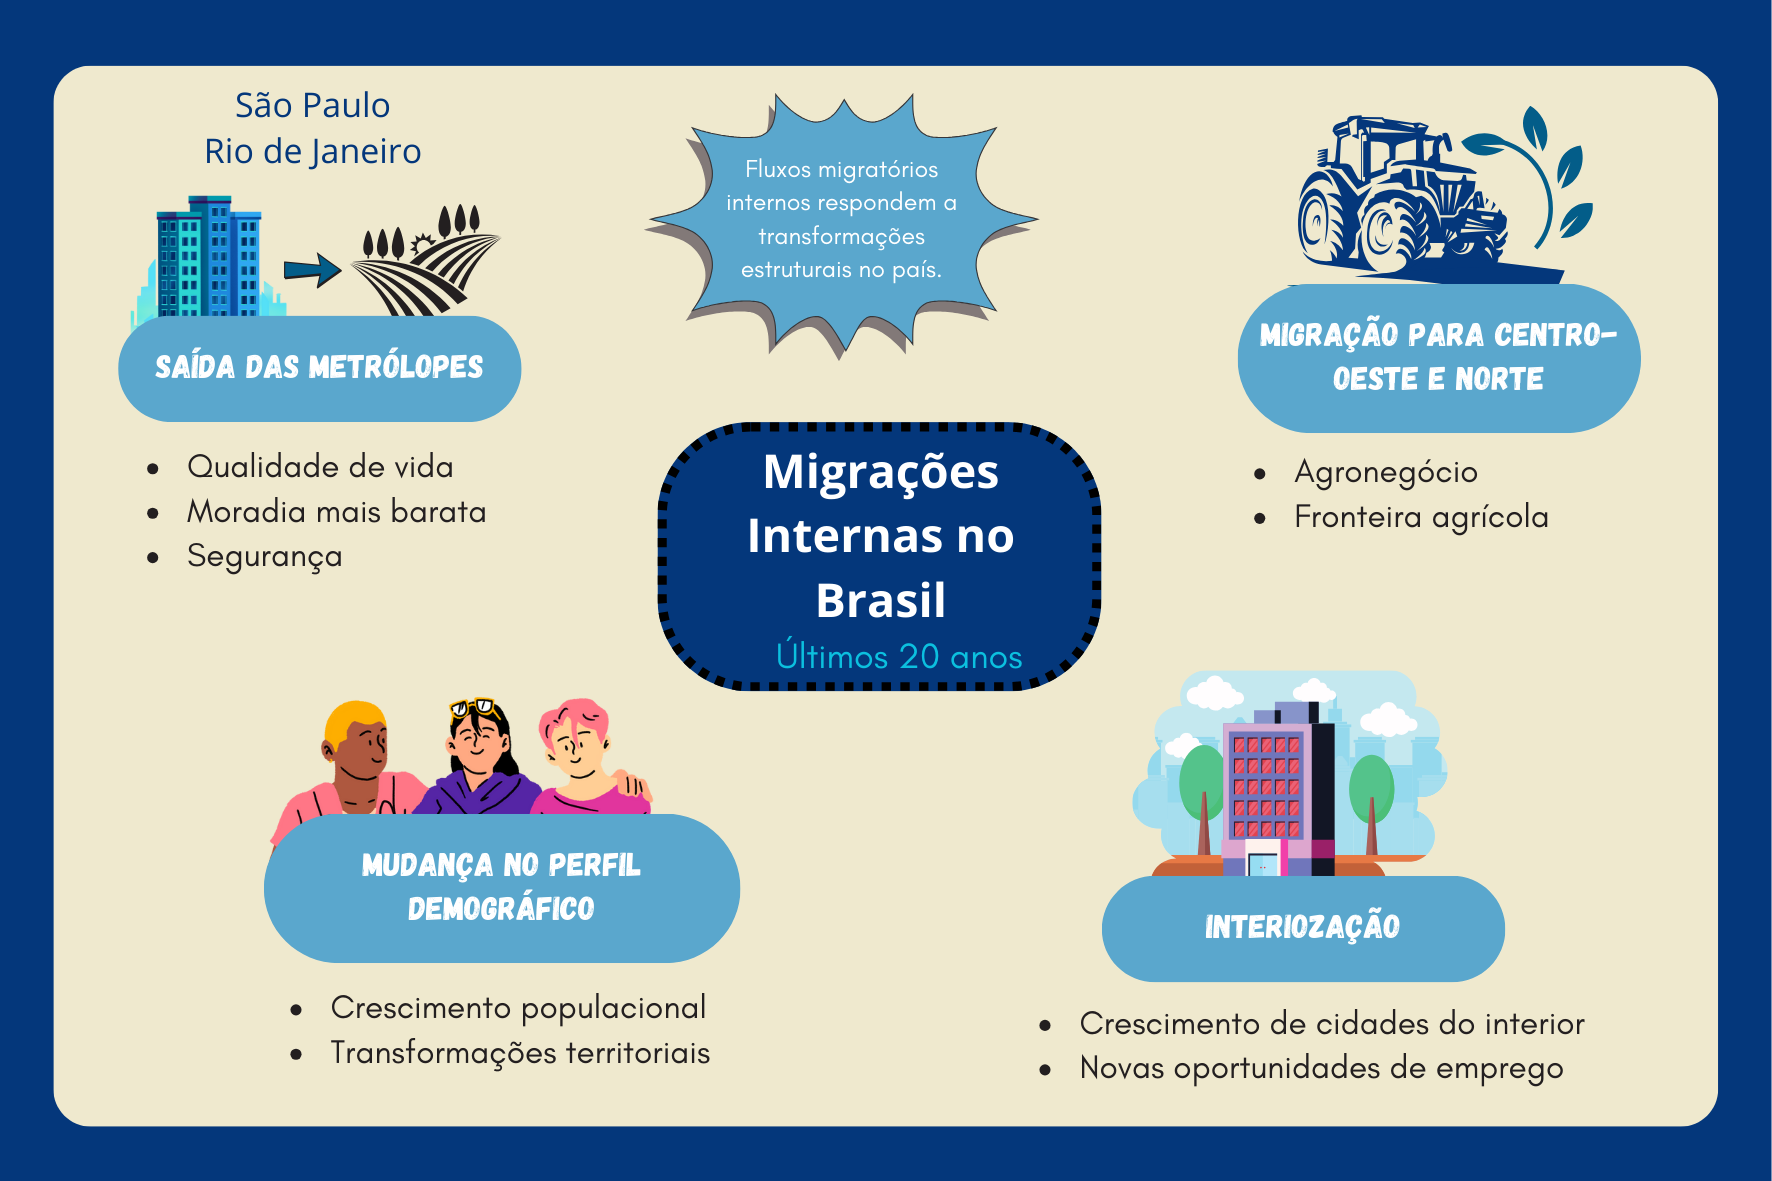 São Paulo
Rio de Janeiro
SAÍDA DAS METRÓLOPES
• Qualidade de vida
• Moradia mais barata
• Segurança
Fluxos migratórios
internos respondem a
transformações
estruturais no país.
MIGRAÇÃO PARA CENTRO-
OESTE E NORTE
• Agronegócio
• Fronteira agrícola
Migrações
Internas no
Brasil
Últimos 20 anos
MUDANÇA NO PERFIL
DEMOGRÁFICO
• Crescimento populacional
• Transformações territoriais
INTERIOZAÇÃO
• Crescimento de cidades do interior
• Novas oportunidades de emprego